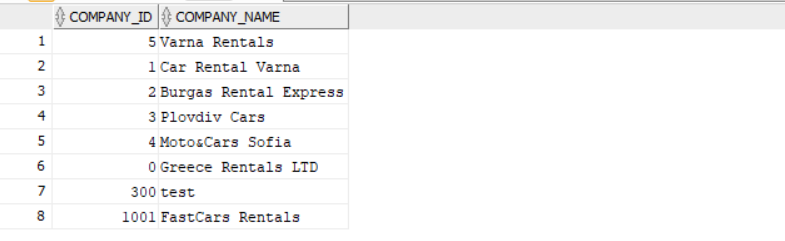 COMPANY_ID COMPANY_NAME
1 5 Varna Rentals
2 1 Car Rental Varna
3 2 Burgas Rental Express
4 3 Plovdiv Cars
5 4 Moto&Cars Sofia
6 0 Greece Rentals LTD
7 300 test
8 1001 FastCars Rentals